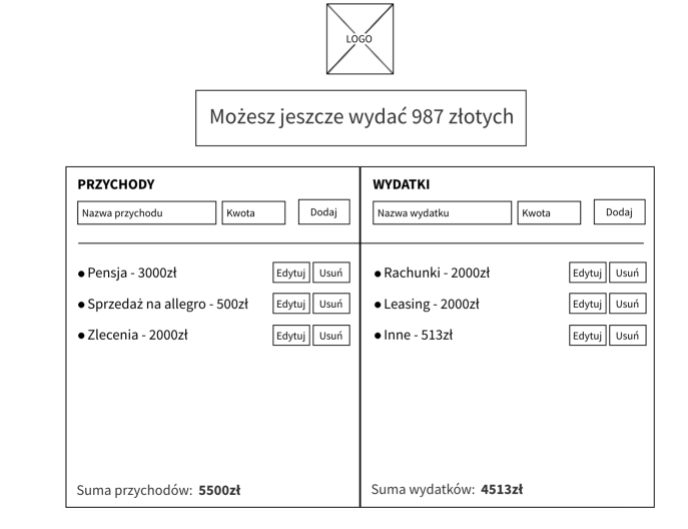 LOGO
Możesz jeszcze wydać 987 złotych
PRZYCHODY
Nazwa przychodu Kwota Dodaj
Pensja - 3000zł Edytuj Usuń
Sprzedaż na allegro - 500zł Edytuj Usuń
Zlecenia - 2000zł Edytuj Usuń
Suma przychodów: 5500zł
WYDATKI
Nazwa wydatku Kwota Dodaj
Rachunki - 2000zł Edytuj Usuń
Leasing - 2000zł Edytuj Usuń
Inne - 513zł Edytuj Usuń
Suma wydatków: 4513zł